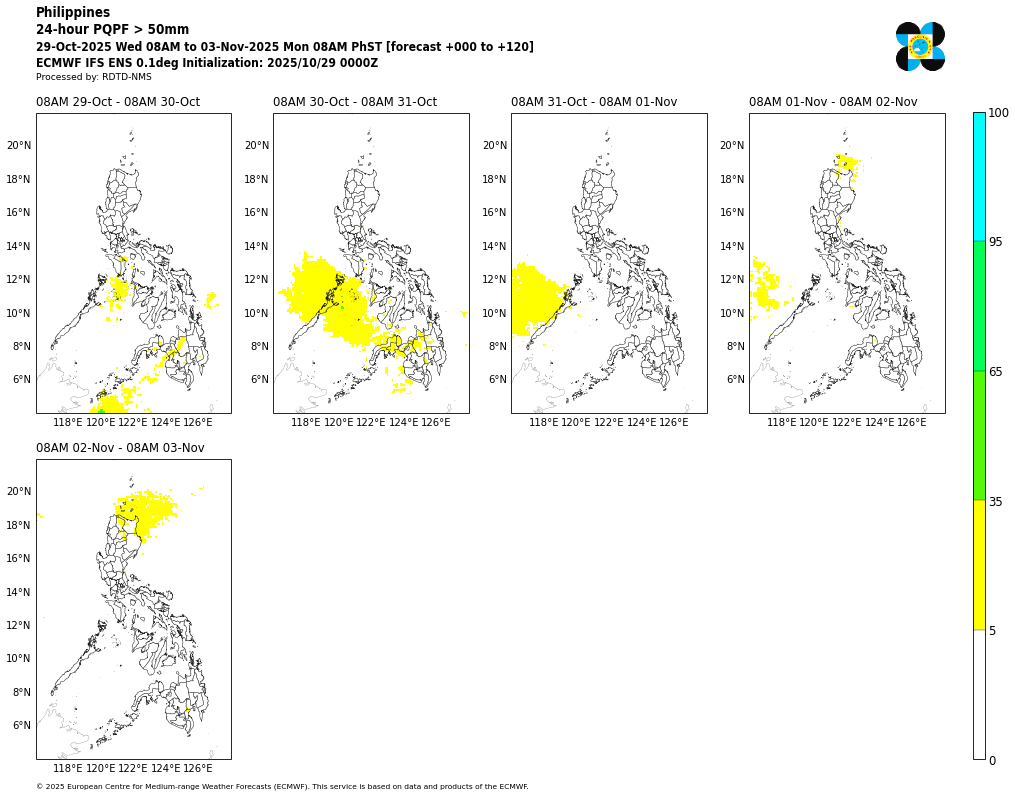 Philippines
24-hour PQPF > 50mm
29-Oct-2025 Wed 08AM to 03-Nov-2025 Mon 08AM PhST [forecast +000 to +120]
ECMWF IFS ENS 0.1deg Initialization: 2025/10/29 0000Z
Processed by: RDTD-NMS
08AM 29-Oct - 08AM 30-Oct
20°N
18°N
16°N
14°N
12°N
10°N
8°N
6°N
118°E 120°E 122°E 124°E 126°E
08AM 30-Oct - 08AM 31-Oct
20°N
18°N
16°N
14°N
12°N
10°N
8°N
6°N
118°E 120°E 122°E 124°E 126°E
08AM 31-Oct - 08AM 01-Nov
20°N
18°N
16°N
14°N
12°N
10°N
8°N
6°N
118°E 120°E 122°E 124°E 126°E
08AM 01-Nov - 08AM 02-Nov
20°N
18°N
16°N
14°N
12°N
10°N
8°N
6°N
118°E 120°E 122°E 124°E 126°E
100
95
65
35
5
0
08AM 02-Nov - 08AM 03-Nov
20°N
18°N
16°N
14°N
12°N
10°N
8°N
6°N
118°E 120°E 122°E 124°E 126°E
© 2025 European Centre for Medium-range Weather Forecasts (ECMWF). This service is based on data and products of the ECMWF.